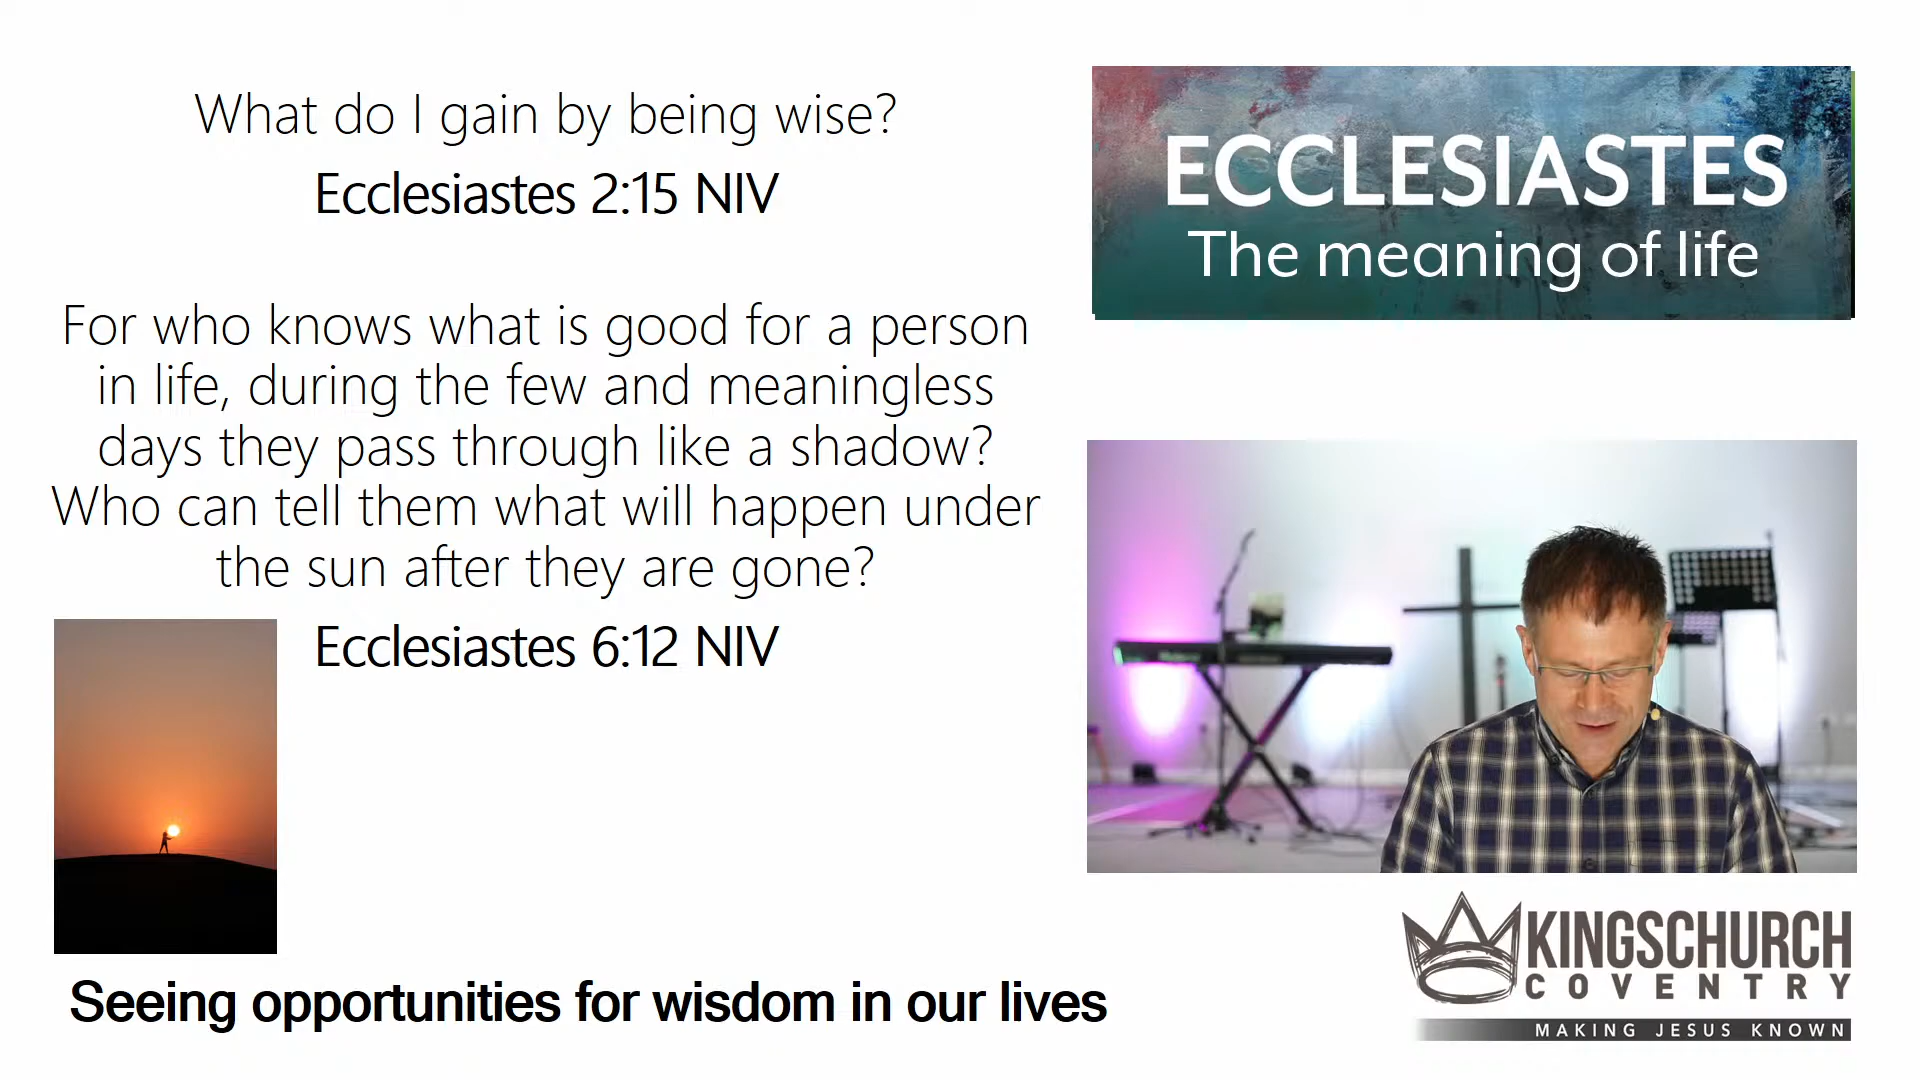 What do I gain by being wise?
Ecclesiastes 2:15 NIV
For who knows what is good for a person
in life, during the few and meaningless
days they pass through like a shadow?
Who can tell them what will happen under
the sun after they are gone?
Ecclesiastes 6:12 NIV
Seeing opportunities for wisdom in our lives
ECCLESIASTES
The meaning of life
KINGSCHURCH
COVENTRY
MAKING JESUS KNOWN